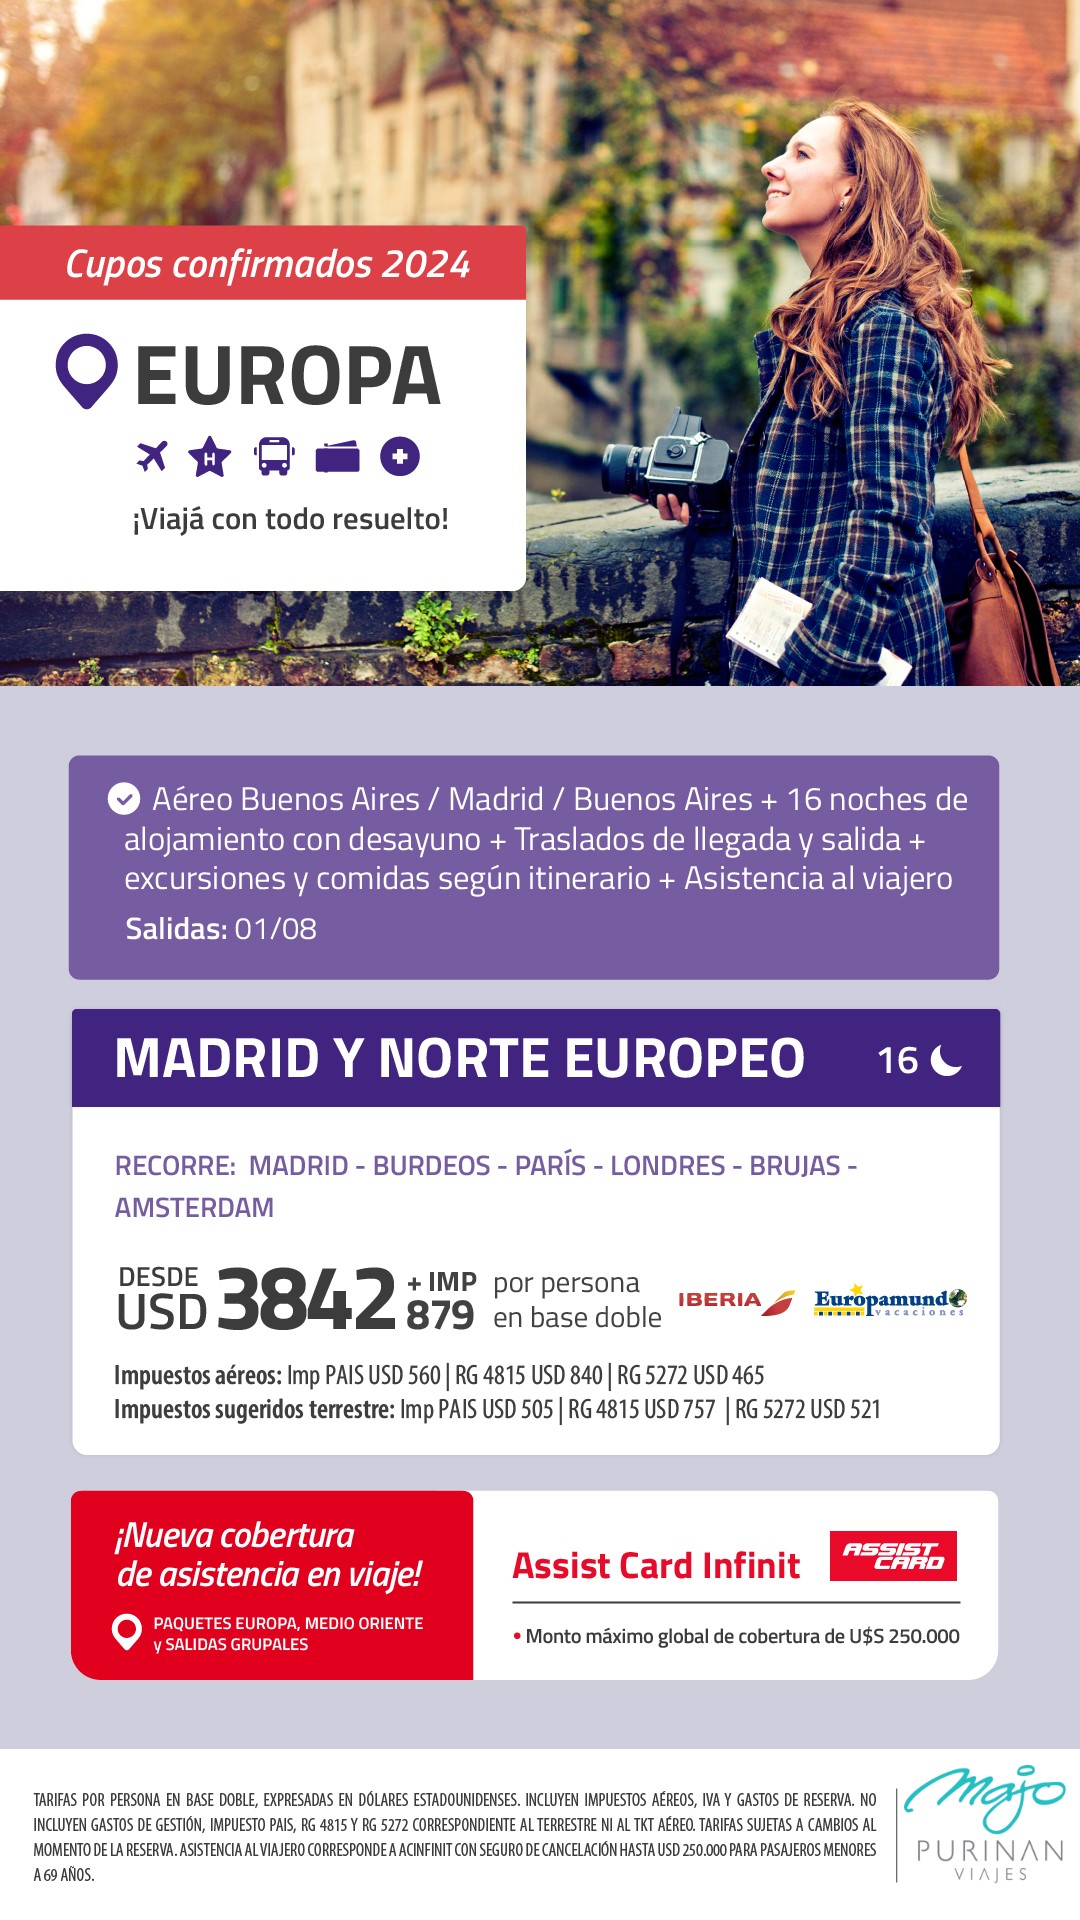 Cupos confirmados 2024
EUROPA
H
¡Viajá con todo resuelto!
Aéreo Buenos Aires / Madrid / Buenos Aires + 16 noches de
alojamiento con desayuno + Traslados de llegada y salida +
excursiones y comidas según itinerario + Asistencia al viajero
Salidas: 01/08
MADRID Y NORTE EUROPEO 16
RECORRE: MADRID - BURDEOS - PARÍS - LONDRES - BRUJAS -
AMSTERDAM
DESDE
USD 3842 + IMP 879
por persona
en base doble
IBERIA
Europamundo
vacaciones
Impuestos aéreos: Imp PAIS USD 560 | RG 4815 USD 840 | RG 5272 USD 465
Impuestos sugeridos terrestre: Imp PAIS USD 505 | RG 4815 USD 757 | RG 5272 USD 521
¡Nueva cobertura
de asistencia en viaje!
PAQUETES EUROPA, MEDIO ORIENTE
y SALIDAS GRUPALES
Assist Card Infinit
ASSIST
CARD
• Monto máximo global de cobertura de U$S 250.000
TARIFAS POR PERSONA EN BASE DOBLE, EXPRESADAS EN DÓLARES ESTADOUNIDENSES. INCLUYEN IMPUESTOS AÉREOS, IVA Y GASTOS DE RESERVA. NO
INCLUYEN GASTOS DE GESTIÓN, IMPUESTO PAIS, RG 4815 Y RG 5272 CORRESPONDIENTE AL TERRESTRE NI AL TKT AÉREO. TARIFAS SUJETAS A CAMBIOS AL
MOMENTO DE LA RESERVA. ASISTENCIA AL VIAJERO CORRESPONDE A ACINFINIT CON SEGURO DE CANCELACIÓN HASTA USD 250.000 PARA PASAJEROS MENORES
A 69 AÑOS.
Majo
PURINAN
VIAJES